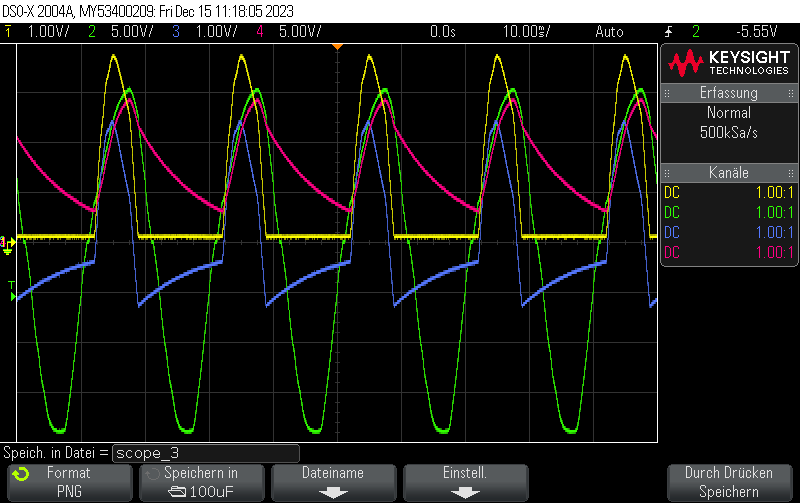 DSO-X 2004A, MY53400209: Fri Dec 15 11:18:05 2023
1 1.00V/ 2 5.00V/ 3 1.00V/ 4 5.00V/ 0.0s 10.00ms/ Auto 2 -5.55V
KEYSIGHT
TECHNOLOGIES
Erfassung
Normal
500kSa/s
Kanäle
DC 1.00:1
DC 1.00:1
DC 1.00:1
DC 1.00:1
T
Speich. in Datei = scope_3
Format
PNG
Speichern in
100uF
Dateiname
Einstell.
Durch Drücken
Speichern